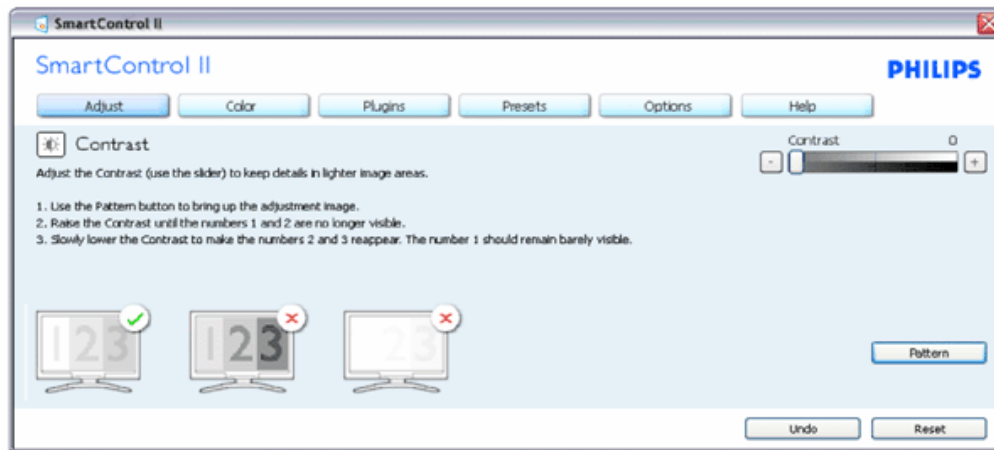 SmartControl II
SmartControl II
PHILIPS
Adjust Color Plugins Presets Options Help
Contrast
Contrast 0
- +
Adjust the Contrast (use the slider) to keep details in lighter image areas.
1. Use the Pattern button to bring up the adjustment image.
2. Raise the Contrast until the numbers 1 and 2 are no longer visible.
3. Slowly lower the Contrast to make the numbers 2 and 3 reappear. The number 1 should remain barely visible.
123 123 23
Pattern
Undo Reset